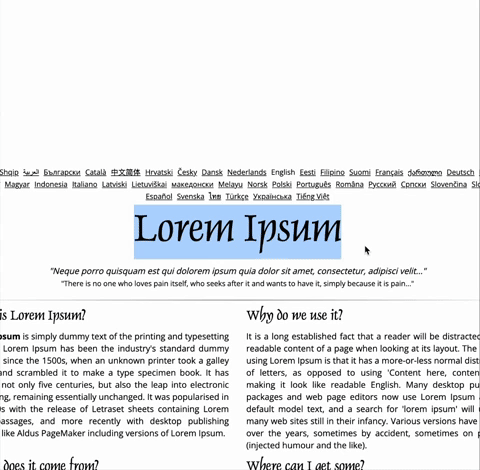 Shqip العربية Български Català 中文简体 Hrvatski Česky Dansk Nederlands English Eesti Filipino Suomi Français ქართული Deutsch
Magyar Indonesia Italiano Latviski Lietuviškai македонски Melayu Norsk Polski Português Româna Pyccкий Српски Slovenčina
Español Svenska ไทย Türkçe Українська Tiếng Việt
Lorem Ipsum
"Neque porro quisquam est qui dolorem ipsum quia dolor sit amet, consectetur, adipisci velit..."
"There is no one who loves pain itself, who seeks after it and wants to have it, simply because it is pain..."
is Lorem Ipsum?
is simply dummy text of the printing and typesetting
Lorem Ipsum has been the industry's standard dummy
since the 1500s, when an unknown printer took a galley
and scrambled it to make a type specimen book. It has
not only five centuries, but also the leap into electronic
remaining essentially unchanged. It was popularised in
with the release of Letraset sheets containing Lorem
and more recently with desktop publishing
like Aldus PageMaker including versions of Lorem Ipsum.
does it come from?
Why do we use it?
It is a long established fact that a reader will be distracted
readable content of a page when looking at its layout. The
using Lorem Ipsum is that it has a more-or-less normal
of letters, as opposed to using 'Content here,
making it look like readable English. Many desktop
packages and web page editors now use Lorem Ipsum
default model text, and a search for 'lorem ipsum' will
many web sites still in their infancy. Various versions have
over the years, sometimes by accident, sometimes on
(injected humour and the like).
Where can I get some?